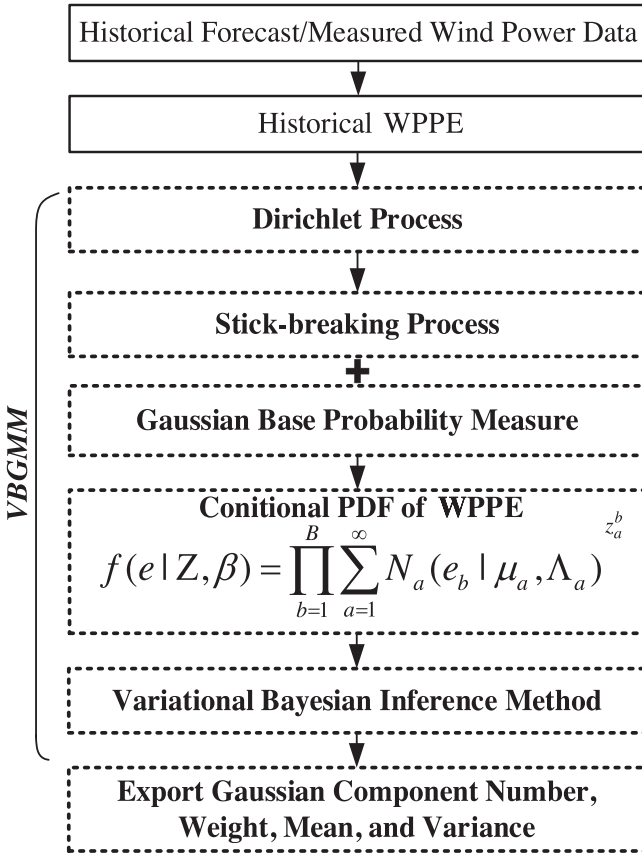 Historical Forecast/Measured Wind Power Data
Historical WPPE
Dirichlet Process
Stick-breaking Process
+
Gaussian Base Probability Measure
VBGMM
Conitional PDF of WPPE
f(e | Z, β) = ∏_{b=1}^{B} ∑_{a=1}^{∞} N_a(e_b | μ_a, Λ_a)^{z_a^b}
Variational Bayesian Inference Method
Export Gaussian Component Number,
Weight, Mean, and Variance